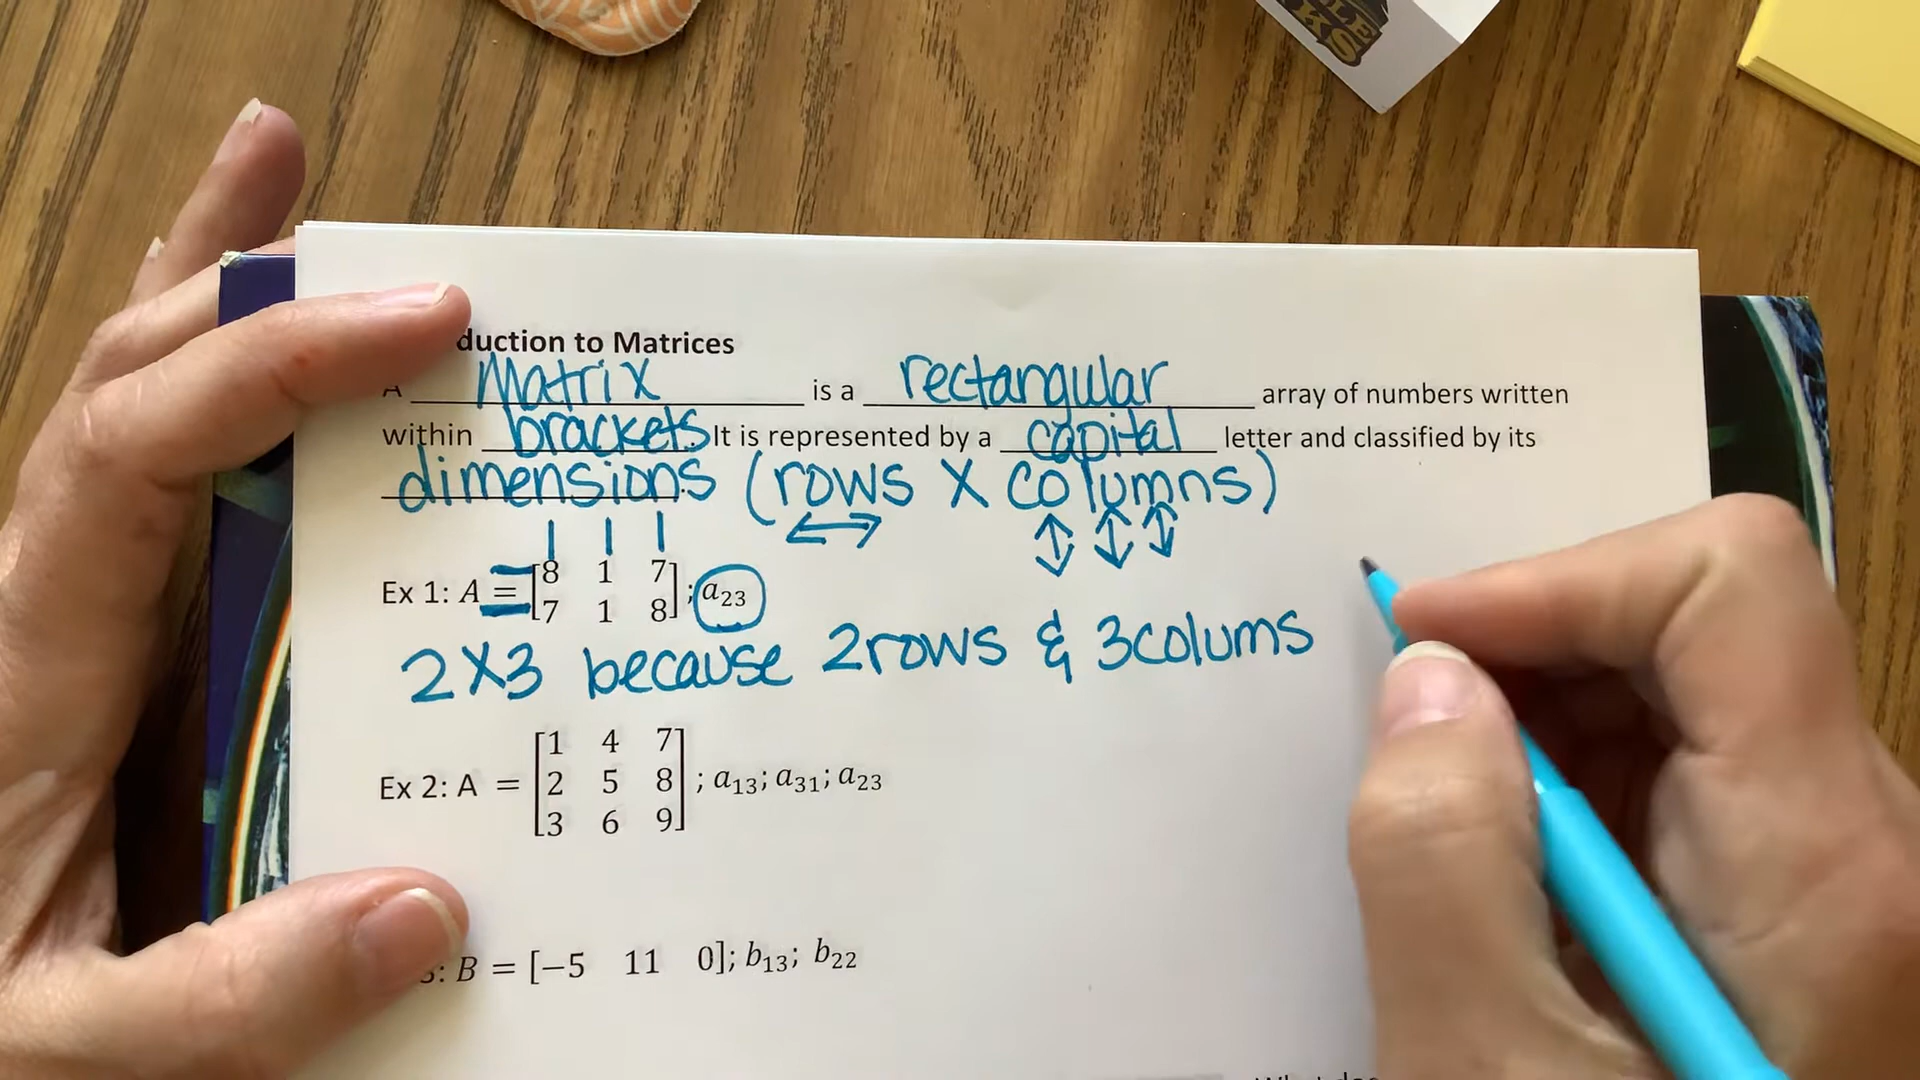 duction to Matrices
A Matrix is a rectangular array of numbers written
within brackets. It is represented by a capital letter and classified by its
dimensions (rows X columns)
Ex 1: A = [8 1 7
7 1 8]; a₂₃
2X3 because 2rows & 3colums
Ex 2: A = [1 4 7
2 5 8
3 6 9]; a₁₃; a₃₁; a₂₃
3: B = [−5 11 0]; b₁₃; b₂₂